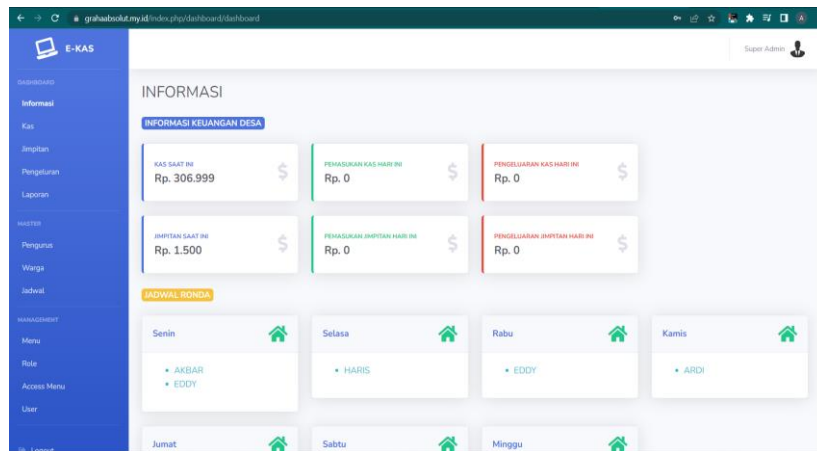 grahaabsolut.my.id/index.php/dashboard/dashboard
E-KAS
Super Admin
DASHBOARD
Informasi
Kas
Jimpitan
Pengeluran
Laporan
MASTER
Pengurus
Warga
Jadwal
MANAGEMENT
Menu
Role
Access Menu
User
Logout
INFORMASI
INFORMASI KEUANGAN DESA
KAS SAAT INI
Rp. 306.999
PEMASUKAN KAS HARI INI
Rp. 0
PENGELUARAN KAS HARI INI
Rp. 0
JIMPITAN SAAT INI
Rp. 1.500
PEMASUKAN JIMPITAN HARI INI
Rp. 0
PENGELUARAN JIMPITAN HARI INI
Rp. 0
JADWAL RONDA
Senin
• AKBAR
• EDDY
Selasa
• HARIS
Rabu
• EDDY
Kamis
• ARDI
Jumat
Sabtu
Minggu